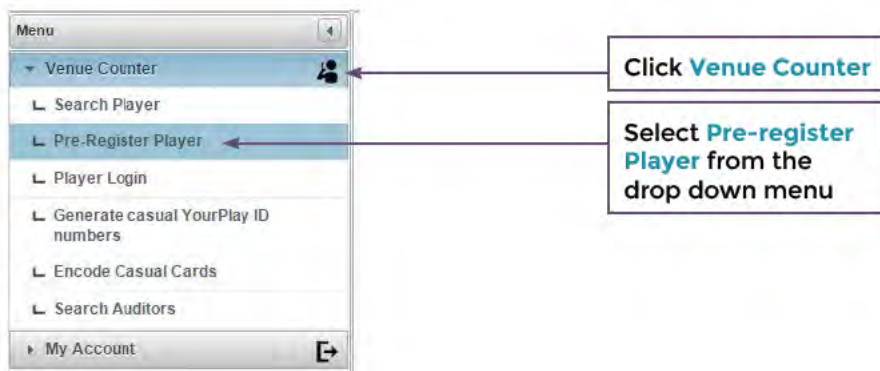 Menu
Venue Counter
Search Player
Pre-Register Player
Player Login
Generate casual YourPlay ID
numbers
Encode Casual Cards
Search Auditors
My Account
Click Venue Counter
Select Pre-register
Player from the
drop down menu